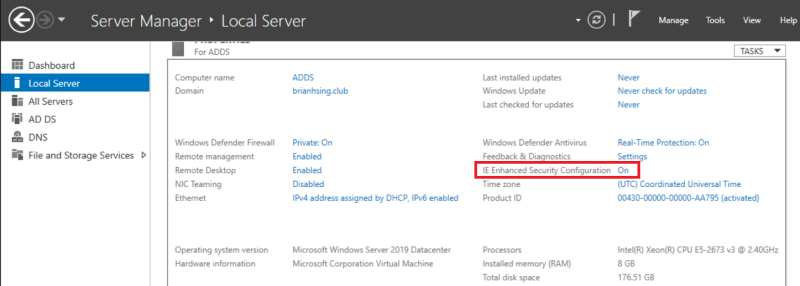 Server Manager ‣ Local Server
Manage Tools View Help
PROPERTIES
For ADDS
TASKS
Dashboard
Local Server
All Servers
AD DS
DNS
File and Storage Services
Computer name ADDS Last installed updates Never
Domain brianhsing.club Windows Update Never check for updates
Last checked for updates Never
Windows Defender Firewall Private: On Windows Defender Antivirus Real-Time Protection: On
Remote management Enabled Feedback & Diagnostics Settings
Remote Desktop Enabled IE Enhanced Security Configuration On
NIC Teaming Disabled Time zone (UTC) Coordinated Universal Time
Ethernet IPv4 address assigned by DHCP, IPv6 enabled Product ID 00430-00000-00000-AA795 (activated)
Operating system version Microsoft Windows Server 2019 Datacenter Processors Intel(R) Xeon(R) CPU E5-2673 v3 @ 2.40GHz
Hardware information Microsoft Corporation Virtual Machine Installed memory (RAM) 8 GB
Total disk space 176.51 GB